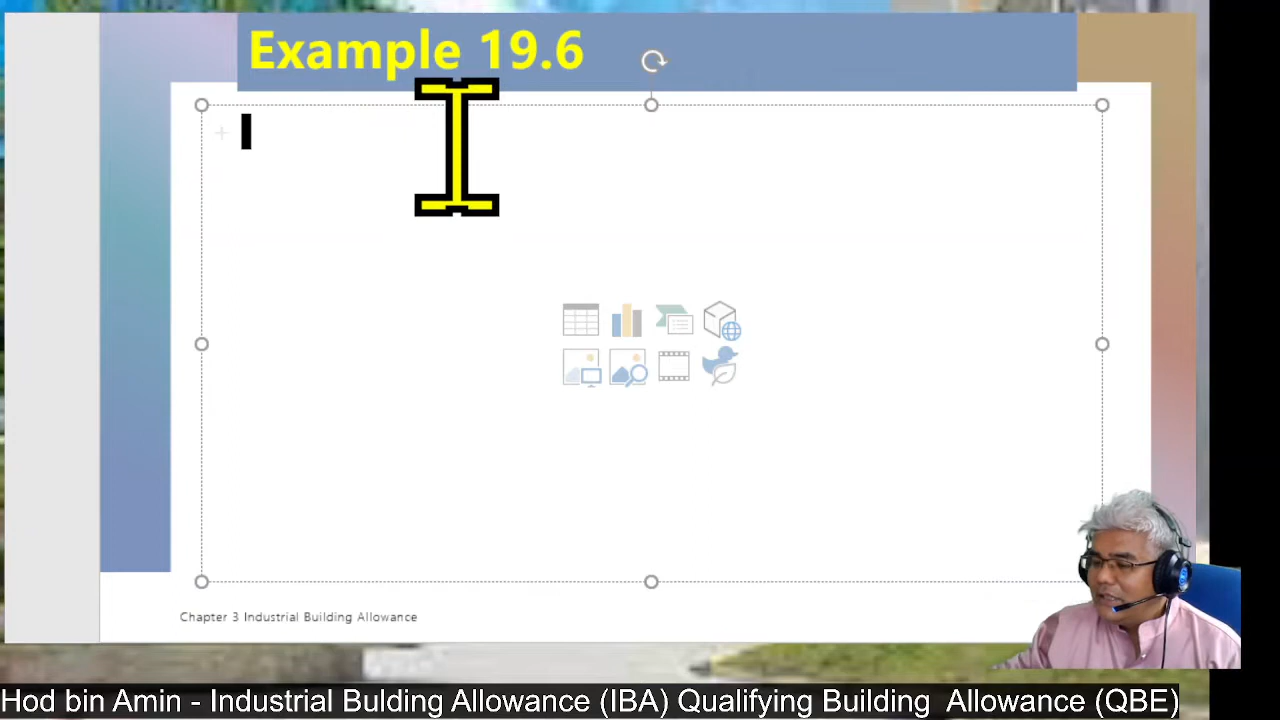 Example 19.6
Chapter 3 Industrial Building Allowance
Hod bin Amin - Industrial Bulding Allowance (IBA) Qualifying Building Allowance (QBE)